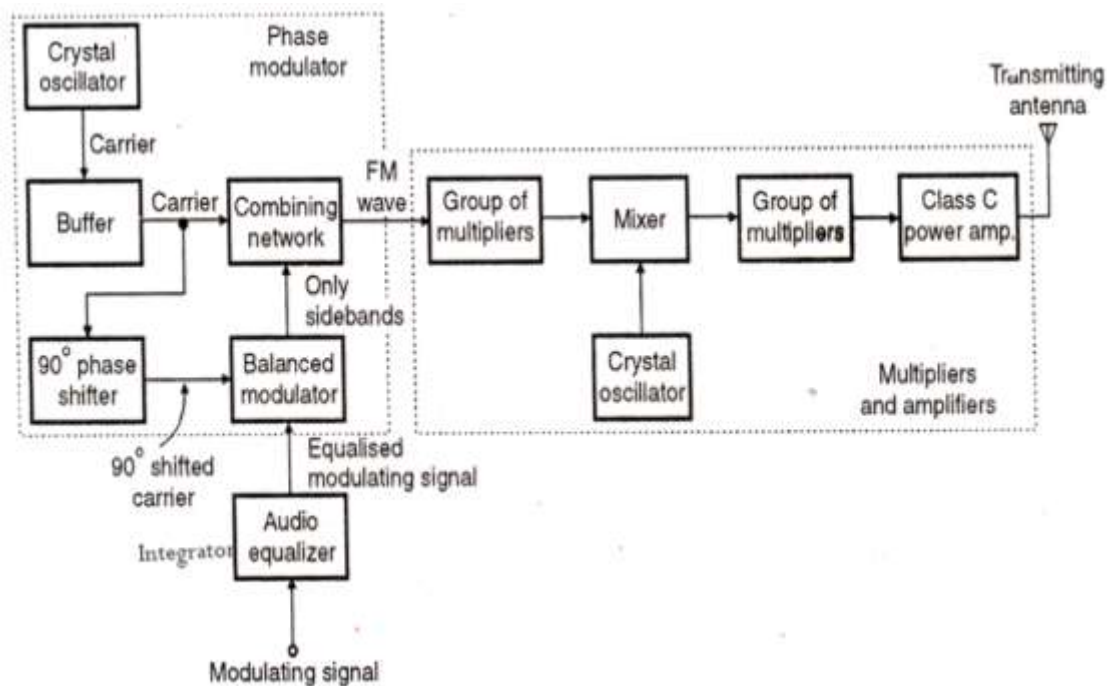 Crystal
oscillator
Phase
modulator
Carrier
Transmitting
antenna
Buffer
Carrier
Combining
network
FM
wave
Group of
multipliers
Mixer
Group of
multipliers
Class C
power amp.
Only
sidebands
90° phase
shifter
Balanced
modulator
Crystal
oscillator
Multipliers
and amplifiers
90° shifted
carrier
Equalised
modulating signal
Integrator
Audio
equalizer
Modulating signal